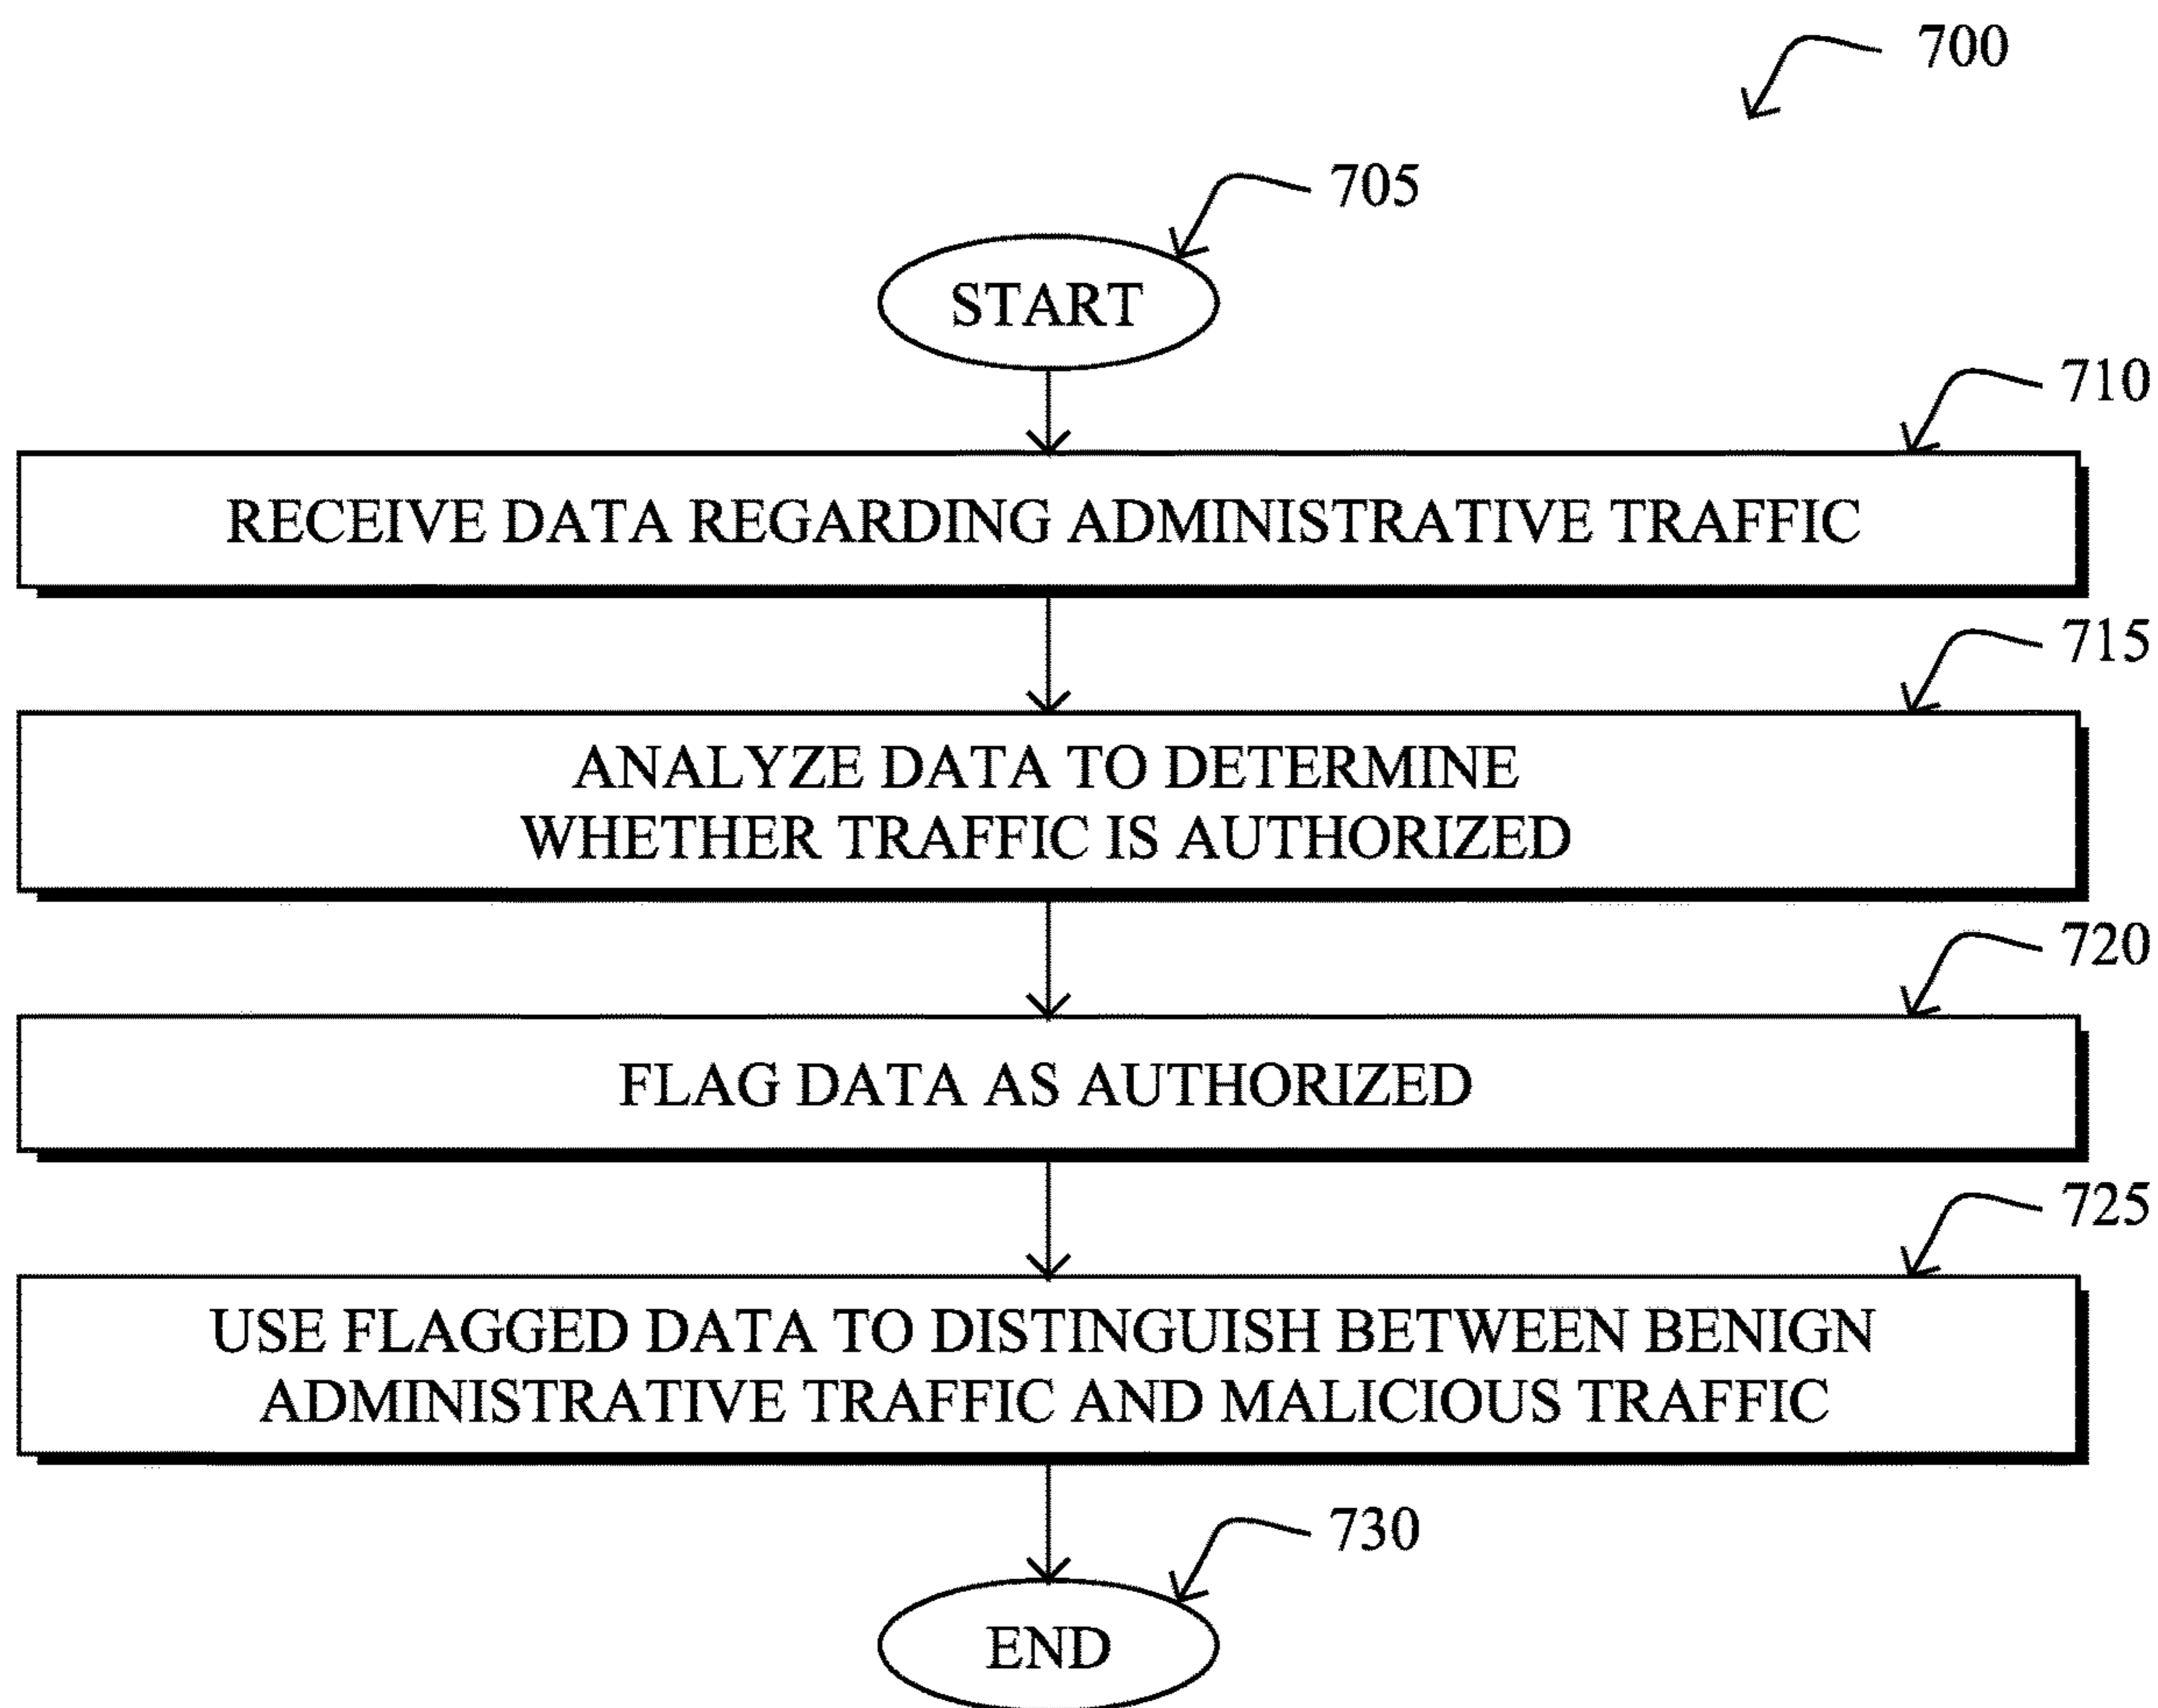 700
705
START
710
RECEIVE DATA REGARDING ADMINISTRATIVE TRAFFIC
715
ANALYZE DATA TO DETERMINE
WHETHER TRAFFIC IS AUTHORIZED
720
FLAG DATA AS AUTHORIZED
725
USE FLAGGED DATA TO DISTINGUISH BETWEEN BENIGN
ADMINISTRATIVE TRAFFIC AND MALICIOUS TRAFFIC
730
END